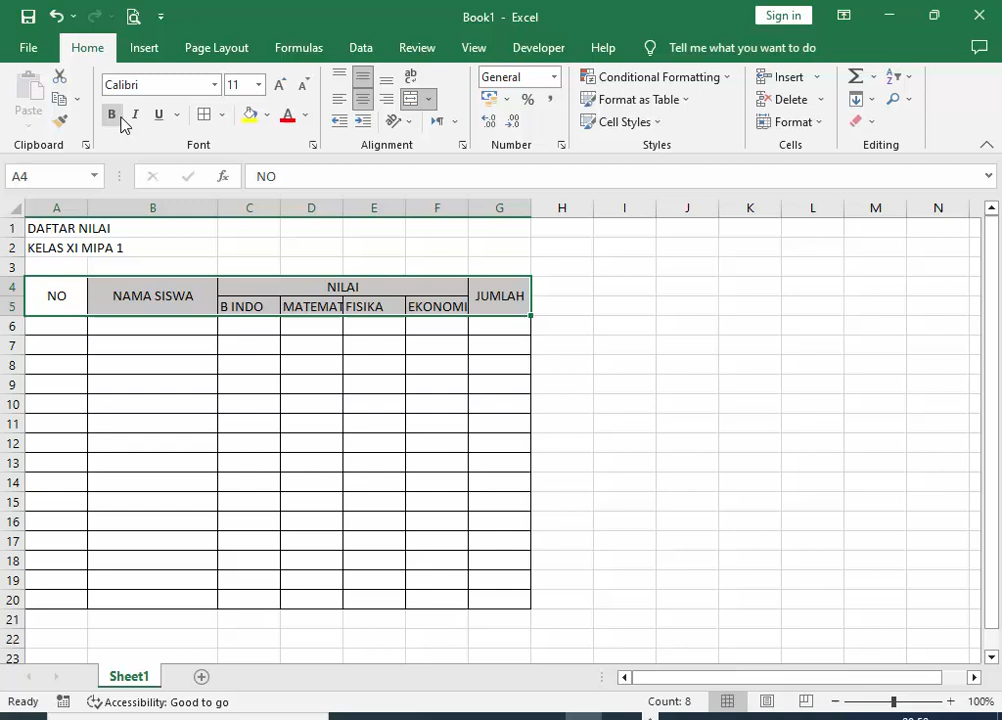 Book1 - Excel
Sign in
File Home Insert Page Layout Formulas Data Review View Developer Help Tell me what you want to do
Paste
Calibri 11
B I U
General
Conditional Formatting
Format as Table
Cell Styles
Insert
Delete
Format
Clipboard Font Alignment Number Styles Cells Editing
A4 fx NO
A B C D E F G H I J K L M N
1 DAFTAR NILAI
2 KELAS XI MIPA 1
3
4 NO NAMA SISWA NILAI JUMLAH
5 B INDO MATEMAT FISIKA EKONOMI
6
7
8
9
10
11
12
13
14
15
16
17
18
19
20
21
22
23
Sheet1
Ready Accessibility: Good to go Count: 8 100%